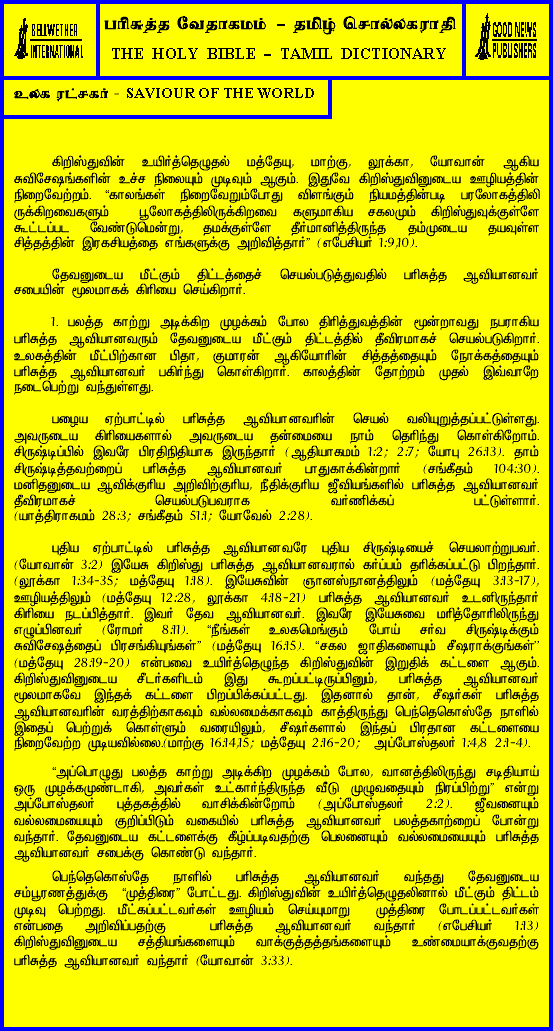 BELLWETHER
INTERNATIONAL
பரிசுத்த வேதாகமம் – தமிழ் சொல்லகராதி
THE HOLY BIBLE – TAMIL DICTIONARY
GOOD NEWS
PUBLISHERS
உலக ரட்சகர் - SAVIOUR OF THE WORLD
கிறிஸ்துவின் உயிர்த்தெழுதல் மத்தேயு, மாற்கு, லூக்கா, யோவான் ஆகிய
சுவிசேஷங்களின் உச்ச நிலையும் முடிவும் ஆகும். இதுவே கிறிஸ்துவினுடைய ஊழியத்தின்
நிறைவேற்றம். “காலங்கள் நிறைவேறும்போது விளங்கும் நியமத்தின்படி பரலோகத்திலி
ருக்கிறவைகளும் பூலோகத்திலிருக்கிறவை களுமாகிய சகலமும் கிறிஸ்துவுக்குள்ளே
கூட்டப்பட வேண்டுமென்று, தமக்குள்ளே தீர்மானித்திருந்த தம்முடைய தயவுள்ள
சித்தத்தின் இரகசியத்தை எங்களுக்கு அறிவித்தார்” (எபேசியர் 1:9,10).
தேவனுடைய மீட்கும் திட்டத்தைச் செயல்படுத்துவதில் பரிசுத்த ஆவியானவர்
சபையின் மூலமாகக் கிரியை செய்கிறார்.
1. பலத்த காற்று அடிக்கிற முழக்கம் போல திரித்துவத்தின் மூன்றாவது நபராகிய
பரிசுத்த ஆவியானவரும் தேவனுடைய மீட்கும் திட்டத்தில் தீவிரமாகச் செயல்படுகிறார்.
உலகத்தின் மீட்பிற்கான பிதா, குமாரன் ஆகியோரின் சித்தத்தையும் நோக்கத்தையும்
பரிசுத்த ஆவியானவர் பகிர்ந்து கொள்கிறார். காலத்தின் தோற்றம் முதல் இவ்வாறே
நடைபெற்று வந்துள்ளது.
பழைய ஏற்பாட்டில் பரிசுத்த ஆவியானவரின் செயல் வலியுறுத்தப்பட்டுள்ளது.
அவருடைய கிரியைகளால் அவருடைய தன்மையை நாம் தெரிந்து கொள்கிறோம்.
சிருஷ்டிப்பில் இவரே பிரதிநிதியாக இருந்தார் (ஆதியாகமம் 1:2; 2:7; யோபு 26:13). தாம்
சிருஷ்டித்தவற்றைப் பரிசுத்த ஆவியானவர் பாதுகாக்கின்றார் (சங்கீதம் 104:30).
மனிதனுடைய ஆவிக்குரிய அறிவிற்குரிய, நீதிக்குரிய ஜீவியங்களில் பரிசுத்த ஆவியானவர்
தீவிரமாகச் செயல்படுபவராக வர்ணிக்கப் பட்டுள்ளார்.
(யாத்திராகமம் 28:3; சங்கீதம் 51:1; யோவேல் 2:28).
புதிய ஏற்பாட்டில் பரிசுத்த ஆவியானவரே புதிய சிருஷ்டியைச் செயலாற்றுபவர்.
(யோவான் 3:2) இயேசு கிறிஸ்து பரிசுத்த ஆவியானவரால் கர்ப்பம் தரிக்கப்பட்டு பிறந்தார்.
(லூக்கா 1:34-35; மத்தேயு 1:18). இயேசுவின் ஞானஸ்நானத்திலும் (மத்தேயு 3:13-17),
ஊழியத்திலும் (மத்தேயு 12:28, லூக்கா 4:18-21) பரிசுத்த ஆவியானவர் உடனிருந்தார்
கிரியை நடப்பித்தார். இவர் தேவ ஆவியானவர். இவரே இயேசுவை மரித்தோரிலிருந்து
எழுப்பினவர் (ரோமர் 8:11). “நீங்கள் உலகமெங்கும் போய் சர்வ சிருஷ்டிக்கும்
சுவிசேஷத்தைப் பிரசங்கியுங்கள்” (மத்தேயு 16:15). “சகல ஜாதிகளையும் சீஷராக்குங்கள்”
(மத்தேயு 28:19-20) என்பவை உயிர்த்தெழுந்த கிறிஸ்துவின் இறுதிக் கட்டளை ஆகும்.
கிறிஸ்துவினுடைய சீடர்களிடம் இது கூறப்பட்டிருப்பினும், பரிசுத்த ஆவியானவர்
மூலமாகவே இந்தக் கட்டளை பிறப்பிக்கப்பட்டது. இதனால் தான், சீஷர்கள் பரிசுத்த
ஆவியானவரின் வரத்திற்காகவும் வல்லமைக்காகவும் காத்திருந்து பெந்தெகொஸ்தே நாளில்
இதைப் பெற்றுக் கொள்ளும் வரையிலும், சீஷர்களால் இந்தப் பிரதான கட்டளையை
நிறைவேற்ற முடியவில்லை.(மாற்கு 16:14,15; மத்தேயு 2:16-20; அப்போஸ்தலர் 1:4,8 2:1-4).
“அப்பொழுது பலத்த காற்று அடிக்கிற முழக்கம் போல, வானத்திலிருந்து சடிதியாய்
ஒரு முழக்கமுண்டாகி, அவர்கள் உட்கார்ந்திருந்த வீடு முழுவதையும் நிரப்பிற்று” என்று
அப்போஸ்தலர் புத்தகத்தில் வாசிக்கின்றோம் (அப்போஸ்தலர் 2:2). ஜீவனையும்
வல்லமையையும் குறிப்பிடும் வகையில் பரிசுத்த ஆவியானவர் பலத்தகாற்றைப் போன்று
வந்தார். தேவனுடைய கட்டளைக்கு கீழ்ப்படிவதற்கு பெலனையும் வல்லமையையும் பரிசுத்த
ஆவியானவர் சபைக்கு கொண்டு வந்தார்.
பெந்தெகொஸ்தே நாளில் பரிசுத்த ஆவியானவர் வந்தது தேவனுடைய
சம்பூரணத்துக்கு “முத்திரை” போட்டது. கிறிஸ்துவின் உயிர்த்தெழுதலினால் மீட்கும் திட்டம்
முடிவு பெற்றது. மீட்கப்பட்டவர்கள் ஊழியம் செய்யுமாறு முத்திரை போடப்பட்டவர்கள்
என்பதை அறிவிப்பதற்கு பரிசுத்த ஆவியானவர் வந்தார் (எபேசியர் 1:13)
கிறிஸ்துவினுடைய சத்தியங்களையும் வாக்குத்தத்தங்களையும் உண்மையாக்குவதற்கு
பரிசுத்த ஆவியானவர் வந்தார் (யோவான் 3:33).